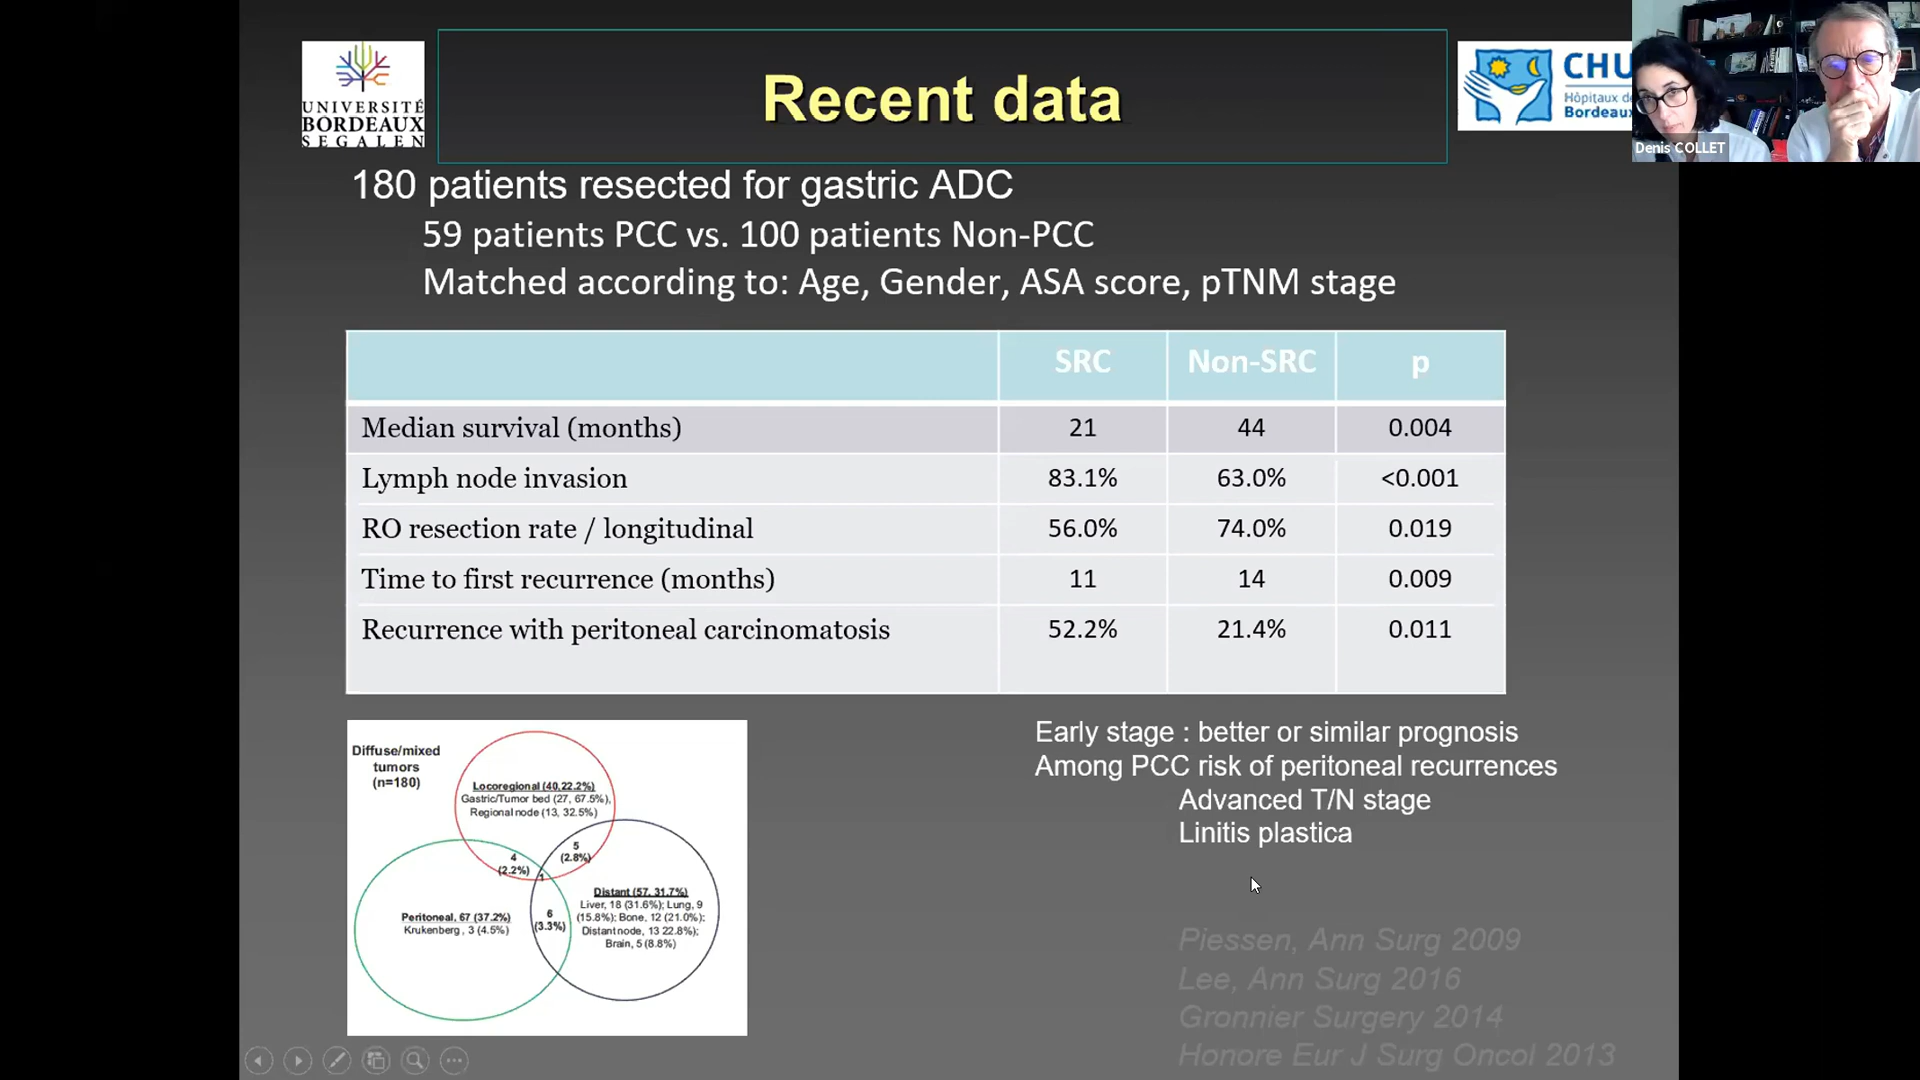 UNIVERSITÉ
BORDEAUX
SEGALEN
Recent data
CHU
Hôpitaux de
Bordeaux
Denis COLLET
180 patients resected for gastric ADC
59 patients PCC vs. 100 patients Non-PCC
Matched according to: Age, Gender, ASA score, pTNM stage
SRC Non-SRC p
Median survival (months) 21 44 0.004
Lymph node invasion 83.1% 63.0% <0.001
RO resection rate / longitudinal 56.0% 74.0% 0.019
Time to first recurrence (months) 11 14 0.009
Recurrence with peritoneal carcinomatosis 52.2% 21.4% 0.011
Diffuse/mixed
tumors
(n=180)
Locoregional (40,22.2%)
Gastric/Tumor bed (27, 67.5%),
Regional node (13, 32.5%)
4
(2.2%)
5
(2.8%)
1
Peritoneal, 67 (37.2%)
Krukenberg, 3 (4.5%)
6
(3.3%)
Distant (57, 31.7%)
Liver, 18 (31.6%); Lung, 9
(15.8%); Bone, 12 (21.0%);
Distant node, 13 22.8%);
Brain, 5 (8.8%)
Early stage : better or similar prognosis
Among PCC risk of peritoneal recurrences
Advanced T/N stage
Linitis plastica
Piessen, Ann Surg 2009
Lee, Ann Surg 2016
Gronnier Surgery 2014
Honore Eur J Surg Oncol 2013